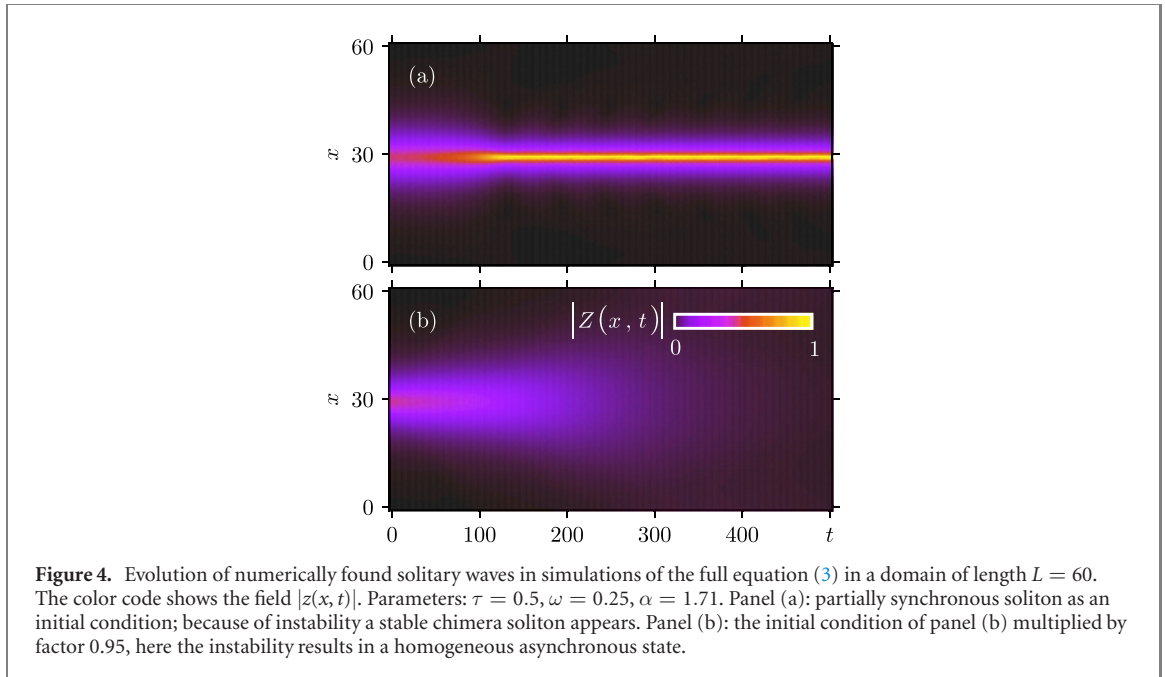 60
(a)
x 30
0
60
(b) |Z(x, t)|
0 1
x 30
0
0 100 200 300 400 t
Figure 4. Evolution of numerically found solitary waves in simulations of the full equation (3) in a domain of length L = 60.
The color code shows the field |z(x, t)|. Parameters: τ = 0.5, ω = 0.25, α = 1.71. Panel (a): partially synchronous soliton as an
initial condition; because of instability a stable chimera soliton appears. Panel (b): the initial condition of panel (b) multiplied by
factor 0.95, here the instability results in a homogeneous asynchronous state.